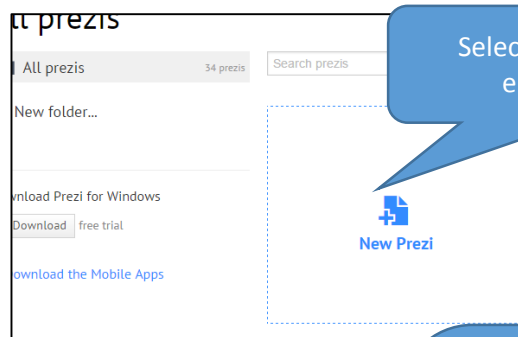 ll prezis
All prezis
34 prezis
Search prezis
New folder...
wnload Prezi for Windows
Download
free trial
ownload the Mobile Apps
New Prezi
Selec
e